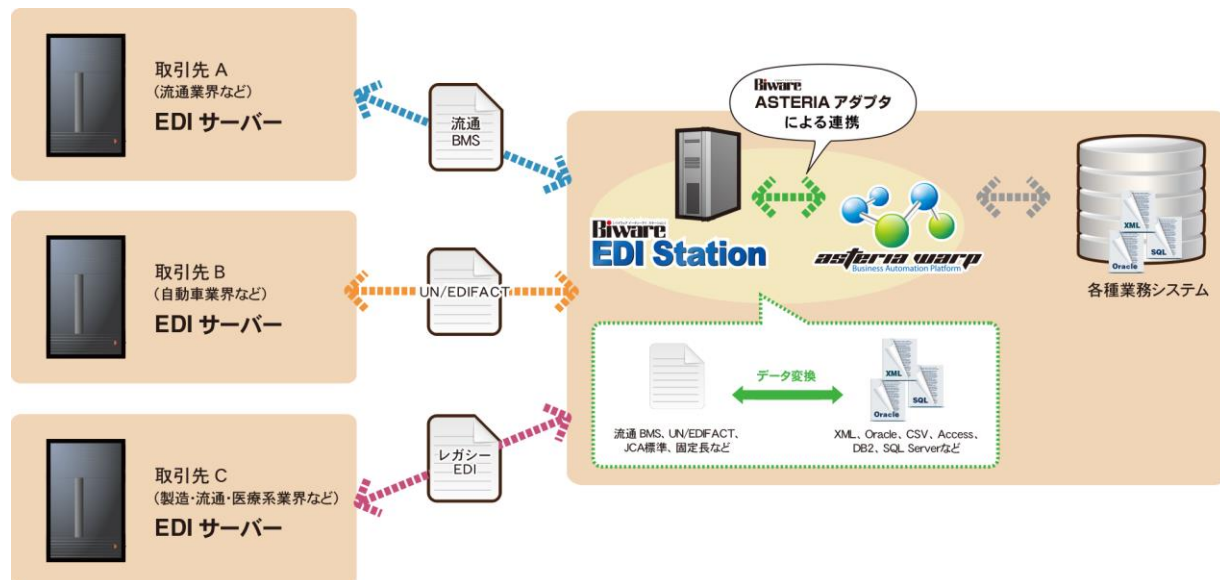 取引先 A
(流通業界など)
EDI サーバー
流通
BMS
取引先 B
(自動車業界など)
EDI サーバー
UN/EDIFACT
取引先 C
(製造・流通・医療系業界など)
EDI サーバー
レガシー
EDI
Biware
ASTERIA アダプタ
による連携
Biware
EDI Station
asteria warp
Business Automation Platform
XML
SQL
Oracle
各種業務システム
データ変換
XML
SQL
Oracle
流通 BMS、UN/EDIFACT、
JCA標準、固定長など
XML、Oracle、CSV、Access、
DB2、SQL Serverなど